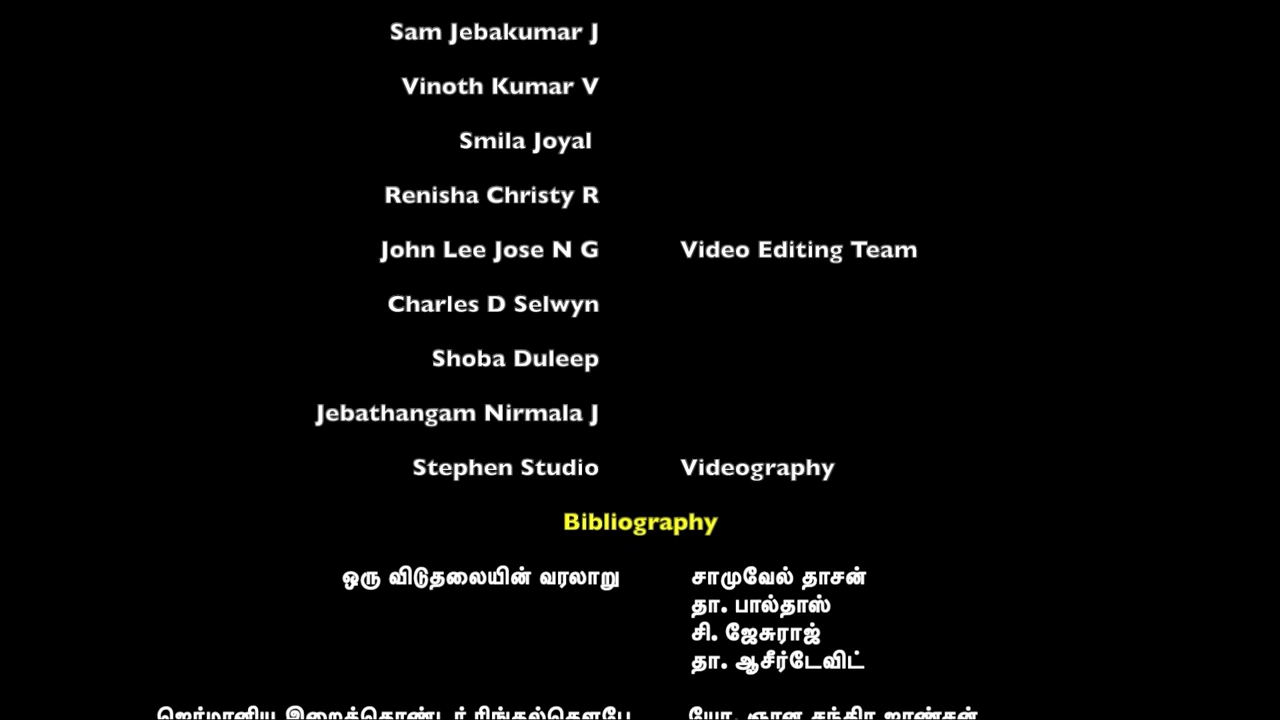 Sam Jebakumar J
Vinoth Kumar V
Smila Joyal
Renisha Christy R
John Lee Jose N G Video Editing Team
Charles D Selwyn
Shoba Duleep
Jebathangam Nirmala J
Stephen Studio Videography
Bibliography
ஒரு விடுதலையின் வரலாறு சாமுவேல் தாசன்
தா. பால்தாஸ்
சி. ஜேசுராஜ்
தா. ஆசீர்டேவிட்
ஜெர்மானிய இறைத்தொண்டர் ரிங்கல்தௌபே யோ. ஞான சந்திர ஜான்சன்